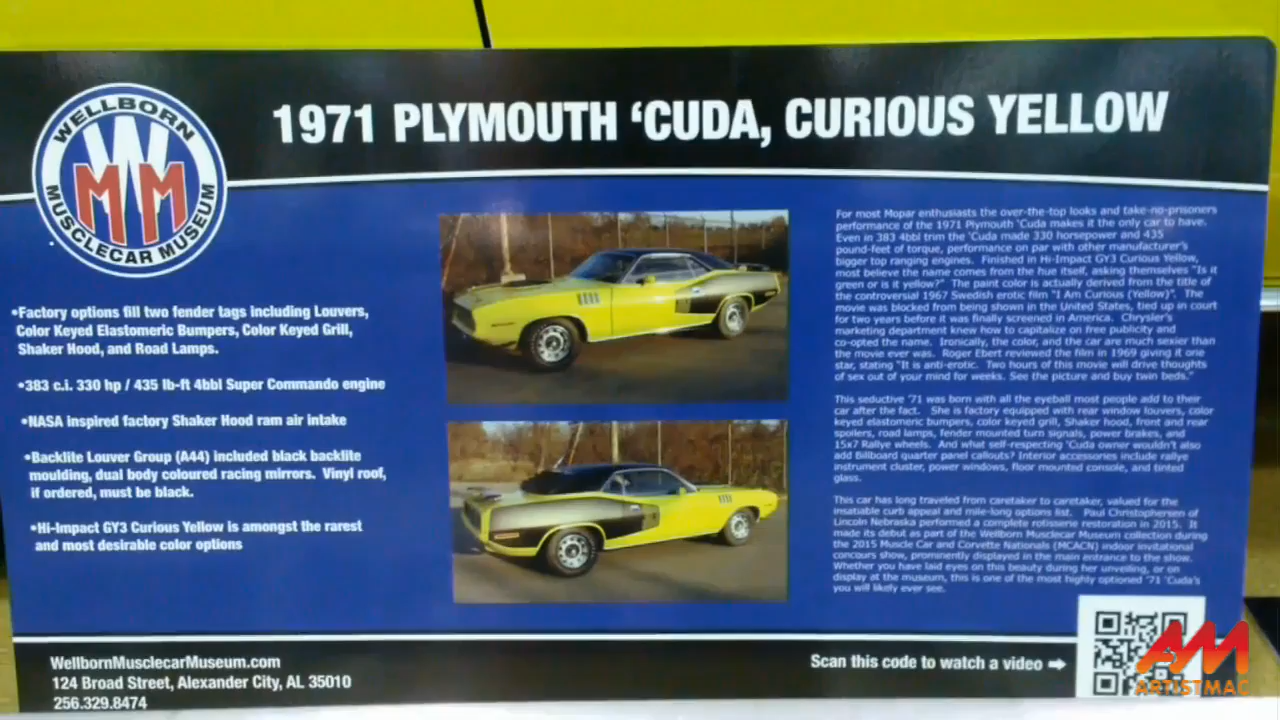 1971 PLYMOUTH ‘CUDA, CURIOUS YELLOW
WELLBORN
WMM
MUSCLECAR MUSEUM
•Factory options fill two fender tags including Louvers,
Color Keyed Elastomeric Bumpers, Color Keyed Grill,
Shaker Hood, and Road Lamps.
•383 c.i. 330 hp / 435 lb-ft 4bbl Super Commando engine
•NASA inspired factory Shaker Hood ram air intake
•Backlite Louver Group (A44) included black backlite
moulding, dual body coloured racing mirrors. Vinyl roof,
if ordered, must be black.
•Hi-Impact GY3 Curious Yellow is amongst the rarest
and most desirable color options
For most Mopar enthusiasts the over-the-top looks and take-no-prisoners
performance of the 1971 Plymouth 'Cuda makes it the only car to have.
Even in 383 4bbl trim the 'Cuda made 330 horsepower and 435
pound-feet of torque, performance on par with other manufacturer's
bigger top ranging engines. Finished in Hi-Impact GY3 Curious Yellow,
most believe the name comes from the hue itself, asking themselves "Is it
green or is it yellow?" The paint color is actually derived from the title of
the controversial 1967 Swedish erotic film "I Am Curious (Yellow)". The
movie was blocked from being shown in the United States, tied up in court
for two years before it was finally screened in America. Chrysler's
marketing department knew how to capitalize on free publicity and
co-opted the name. Ironically, the color, and the car are much sexier than
the movie ever was. Roger Ebert reviewed the film in 1969 giving it one
star, stating "It is anti-erotic. Two hours of this movie will drive thoughts
of sex out of your mind for weeks. See the picture and buy twin beds."
This seductive '71 was born with all the eyeball most people add to their
car after the fact. She is factory equipped with rear window louvers, color
keyed elastomeric bumpers, color keyed grill, Shaker hood, front and rear
spoilers, road lamps, fender mounted turn signals, power brakes, and
15x7 Rallye wheels. And what self-respecting 'Cuda owner wouldn't also
add Billboard quarter panel callouts? Interior accessories include rallye
instrument cluster, power windows, floor mounted console, and tinted
glass.
This car has long traveled from caretaker to caretaker, valued for the
insatiable curb appeal and mile-long options list. Paul Christophersen of
Lincoln Nebraska performed a complete rotisserie restoration in 2015. It
made its debut as part of the Wellborn Musclecar Museum collection during
the 2015 Muscle Car and Corvette Nationals (MCACN) indoor invitational
concours show, prominently displayed in the main entrance to the show.
Whether you have laid eyes on this beauty during her unveiling, or on
display at the museum, this is one of the most highly optioned '71 'Cuda's
you will likely ever see.
WellbornMusclecarMuseum.com
124 Broad Street, Alexander City, AL 35010
256.329.8474
Scan this code to watch a video ➡
AM
ARTISTMAC